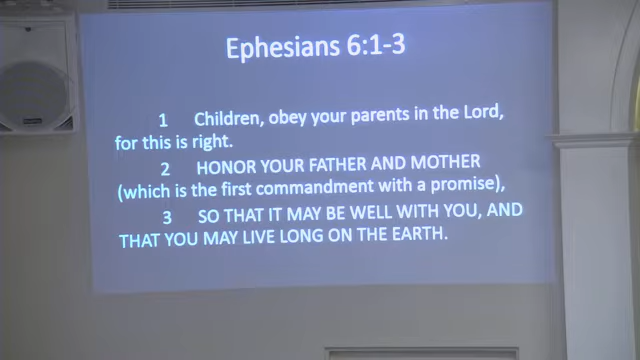 Ephesians 6:1-3
1 Children, obey your parents in the Lord,
for this is right.
2 HONOR YOUR FATHER AND MOTHER
(which is the first commandment with a promise),
3 SO THAT IT MAY BE WELL WITH YOU, AND
THAT YOU MAY LIVE LONG ON THE EARTH.